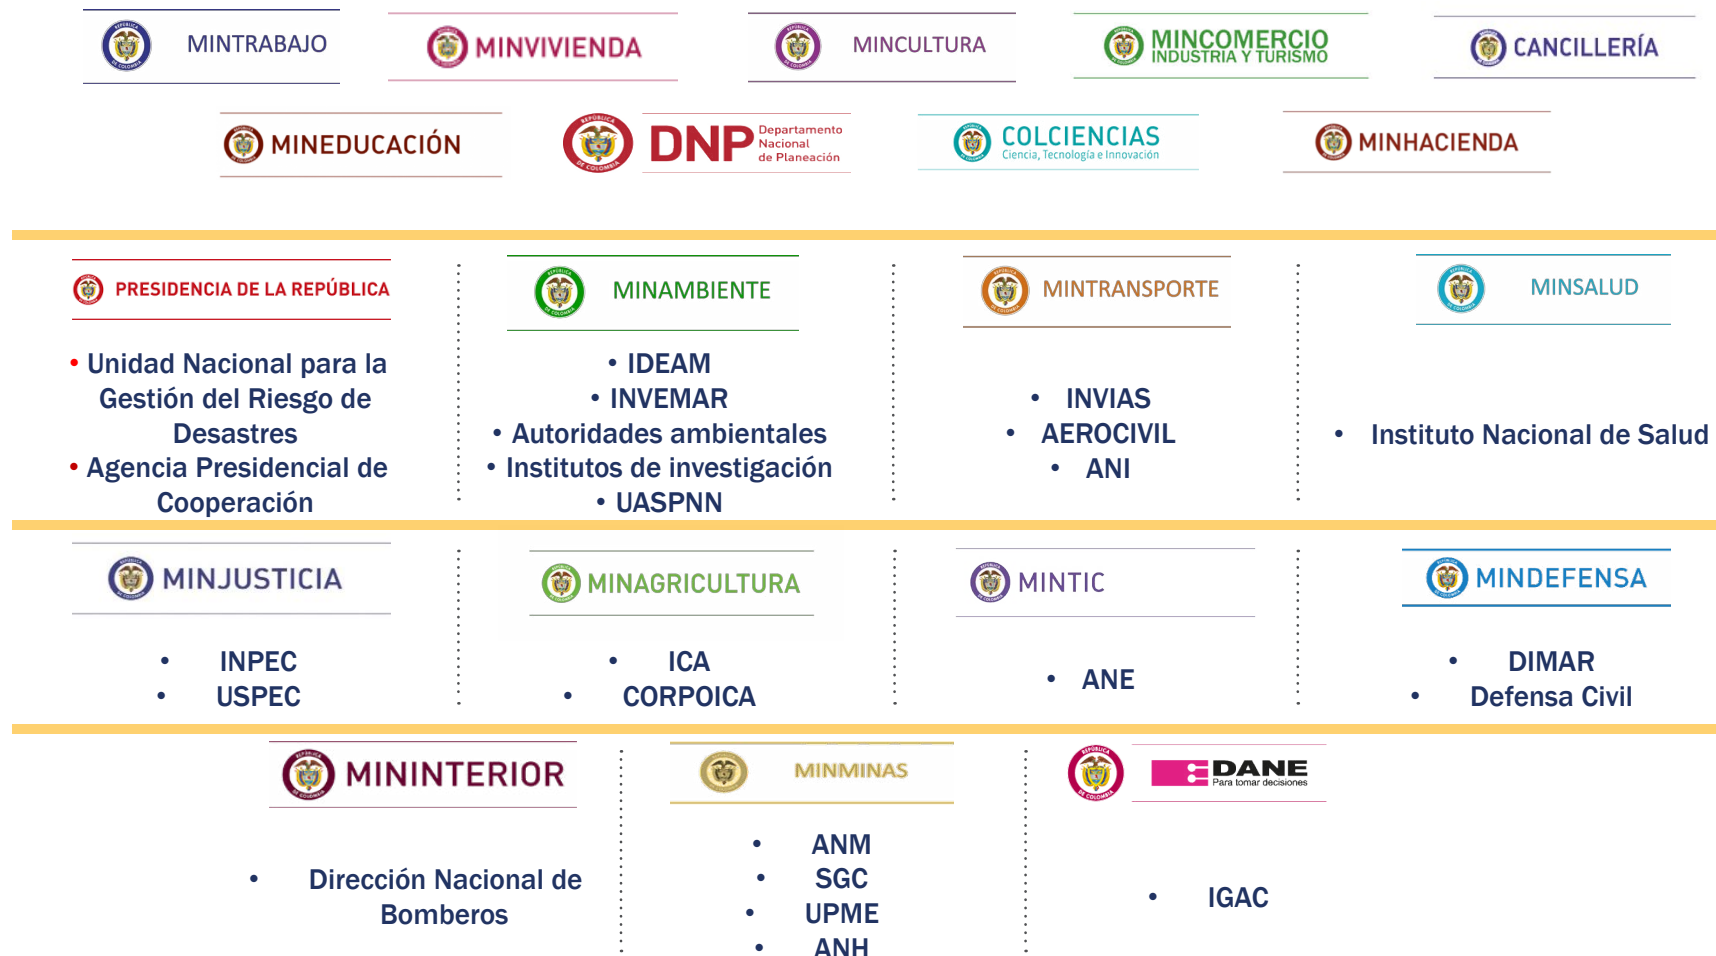 MINTRABAJO
MINVIVIENDA
MINCULTURA
MINCOMERCIO
INDUSTRIA Y TURISMO
CANCILLERÍA
MINEDUCACIÓN
DNP Departamento
Nacional
de Planeación
COLCIENCIAS
Ciencia, Tecnología e Innovación
MINHACIENDA
PRESIDENCIA DE LA REPÚBLICA
• Unidad Nacional para la
Gestión del Riesgo de
Desastres
• Agencia Presidencial de
Cooperación
MINAMBIENTE
• IDEAM
• INVEMAR
• Autoridades ambientales
• Institutos de investigación
• UASPNN
MINTRANSPORTE
• INVIAS
• AEROCIVIL
• ANI
MINSALUD
• Instituto Nacional de Salud
MINJUSTICIA
• INPEC
• USPEC
MINAGRICULTURA
• ICA
• CORPOICA
MINTIC
• ANE
MINDEFENSA
• DIMAR
• Defensa Civil
MININTERIOR
• Dirección Nacional de
Bomberos
MINMINAS
• ANM
• SGC
• UPME
• ANH
REPÚBLICA
DE COLOMBIA
DANE
Para tomar decisiones
• IGAC